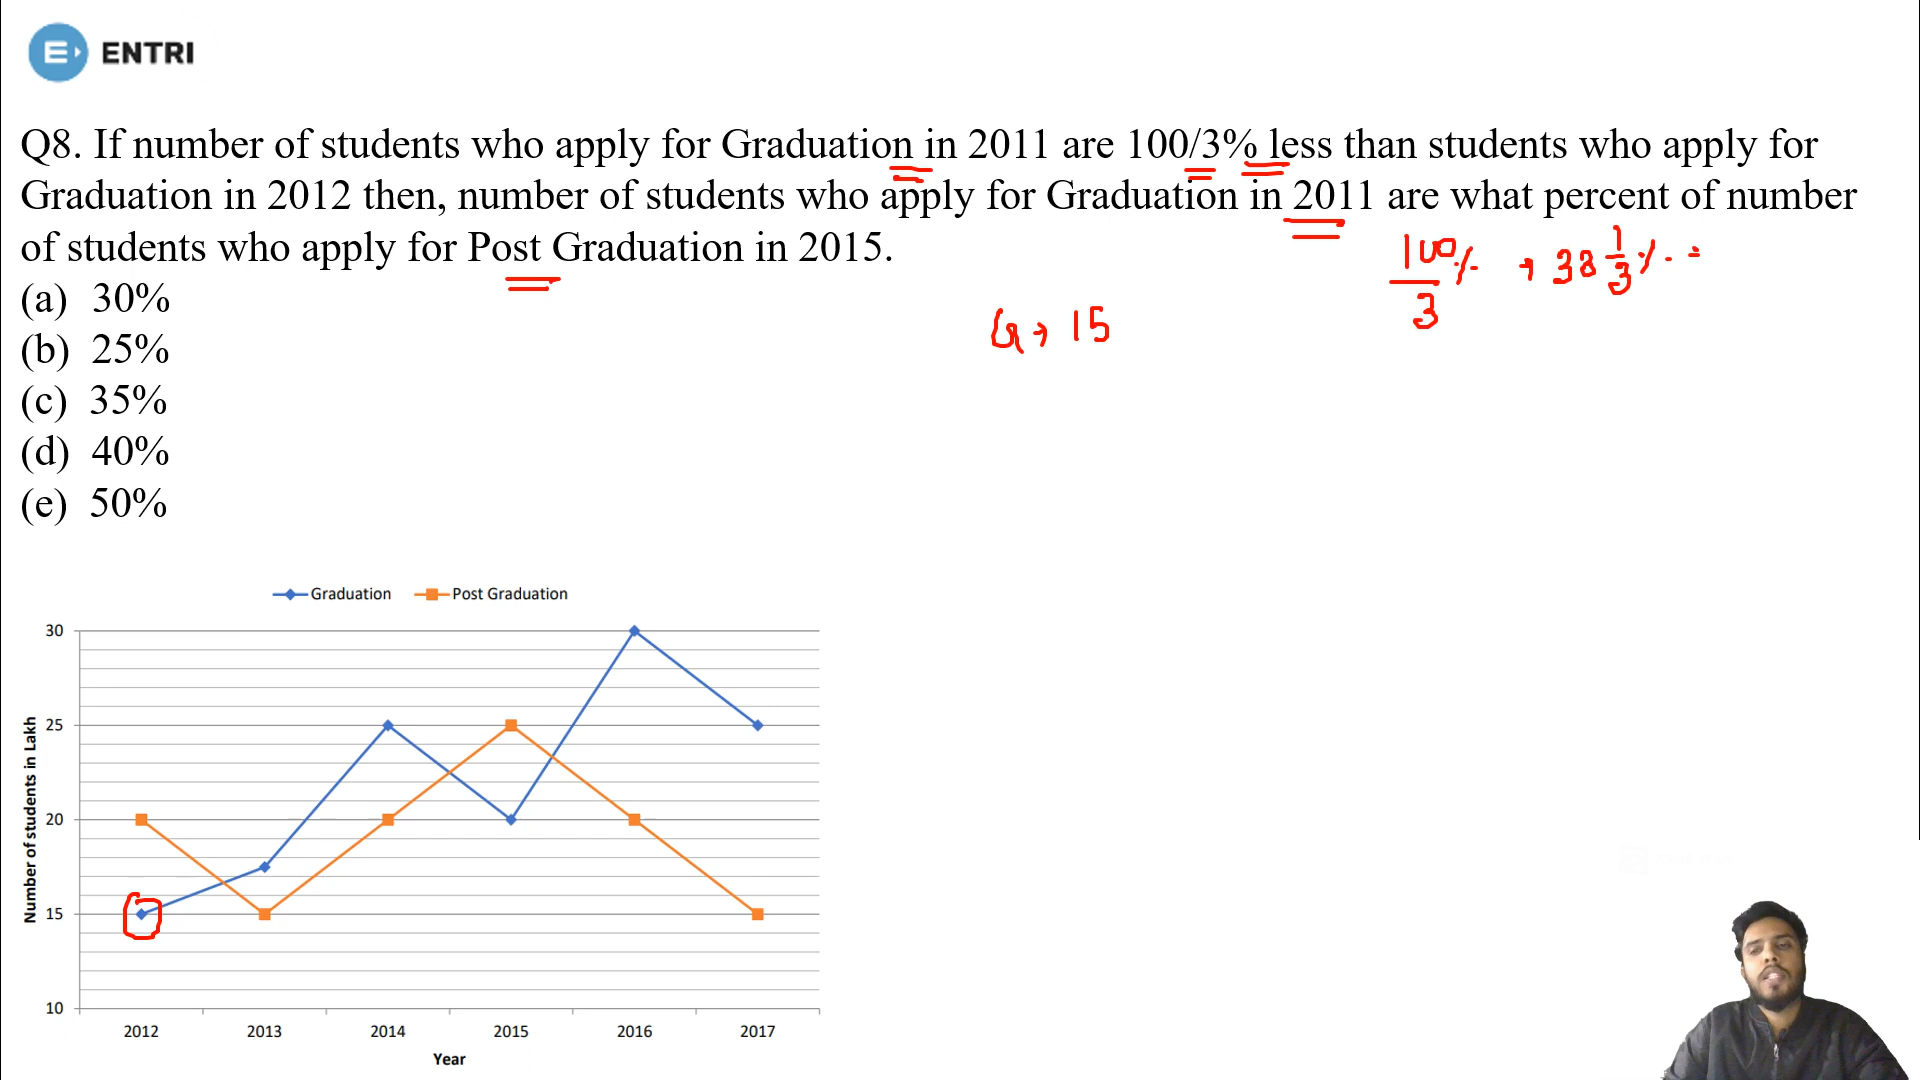 ENTRI
Q8. If number of students who apply for Graduation in 2011 are 100/3% less than students who apply for
Graduation in 2012 then, number of students who apply for Graduation in 2011 are what percent of number
of students who apply for Post Graduation in 2015.
100/3% → 33 1/3 % =
(a) 30%
G → 15
(b) 25%
(c) 35%
(d) 40%
(e) 50%
Graduation Post Graduation
30
25
20
15
10
Number of students in Lakh
2012 2013 2014 2015 2016 2017
Year